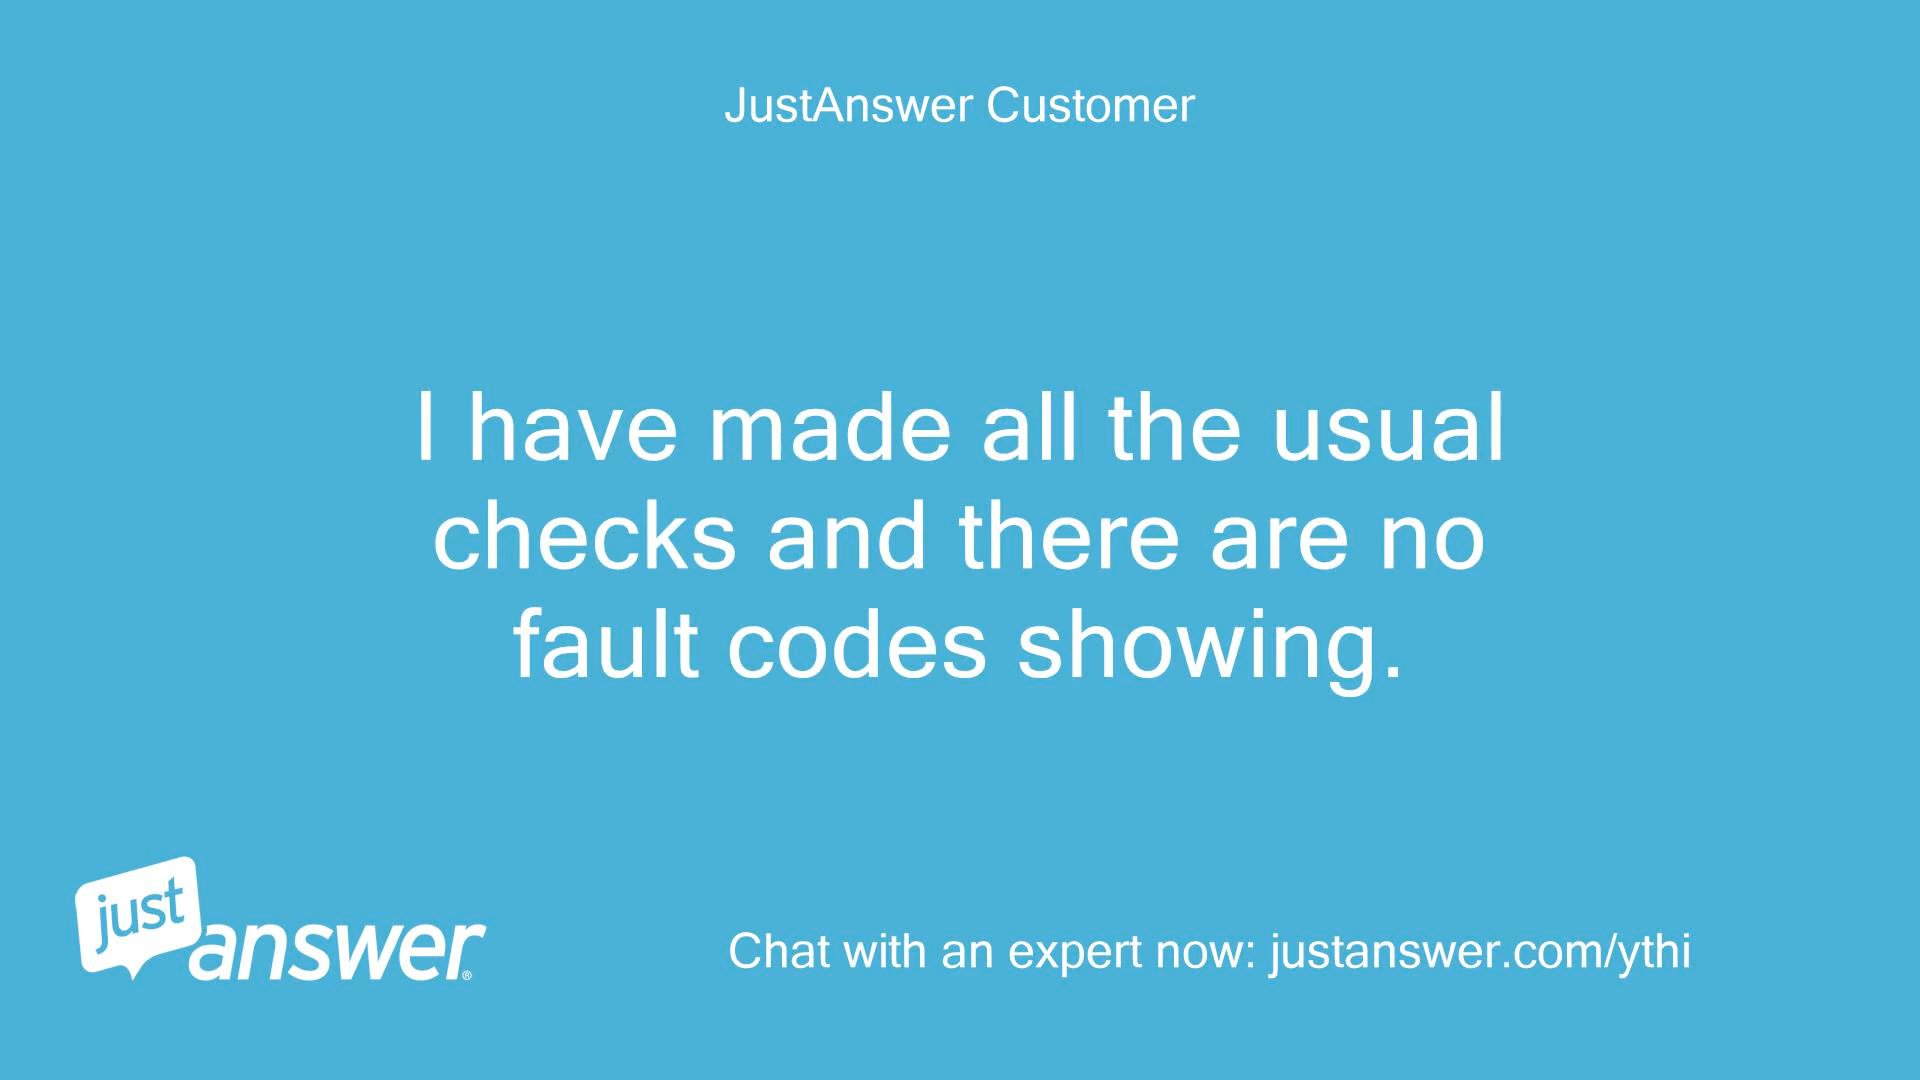 JustAnswer Customer
I have made all the usual
checks and there are no
fault codes showing.
just
answer®
Chat with an expert now: justanswer.com/ythi